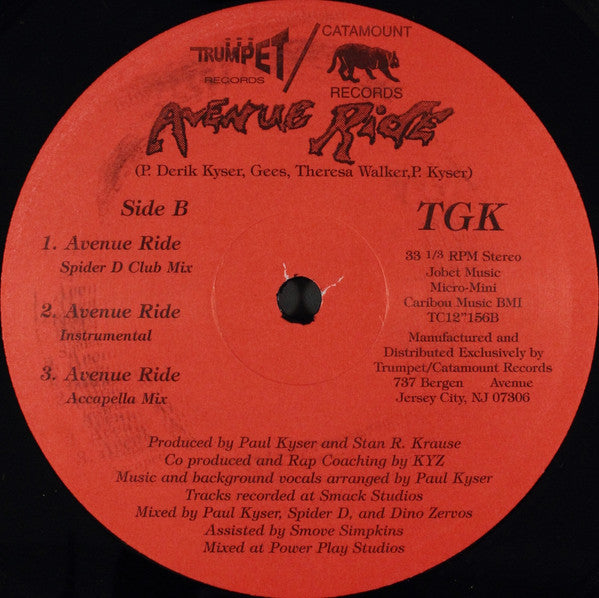 TRUMPET
RECORDS
/
CATAMOUNT
RECORDS
AVENUE RIDE
(P. Derik Kyser, Gees, Theresa Walker,P. Kyser)
Side B
1. Avenue Ride
Spider D Club Mix
2. Avenue Ride
Instrumental
3. Avenue Ride
Accapella Mix
TGK
33 1/3 RPM Stereo
Jobet Music
Micro-Mini
Caribou Music BMI
TC12"156B
Manufactured and
Distributed Exclusively by
Trumpet/Catamount Records
737 Bergen Avenue
Jersey City, NJ 07306
Produced by Paul Kyser and Stan R. Krause
Co produced and Rap Coaching by KYZ
Music and background vocals arranged by Paul Kyser
Tracks recorded at Smack Studios
Mixed by Paul Kyser, Spider D, and Dino Zervos
Assisted by Smove Simpkins
Mixed at Power Play Studios